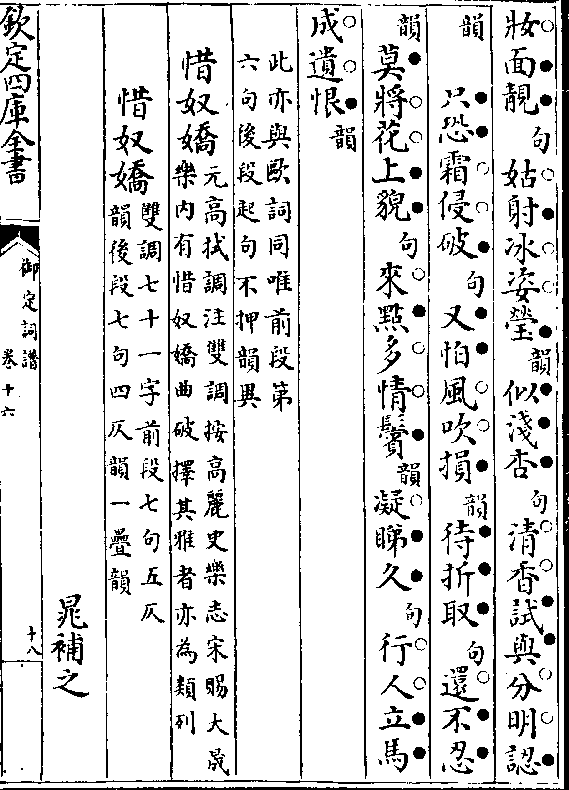 妝面靚句姑射冰姿瑩韻似淺杏句清香試與分明認
韻只恐霜侵破句又怕風吹損韻待折取句還不忍
韻莫將花上貌句來㸃多情鬢韻凝睇久句行人立馬
成遺恨韻
此亦與歐詞同唯前段第
六句後段起句不押韻異
惜奴嬌元高拭調注雙調按高麗史樂志宋賜大晟
樂内有惜奴嬌曲破擇其雅者亦為類列
惜奴嬌雙調七十一字前段七句五仄
韻後段七句四仄韻一疊韻
晁補之
欽定四庫全書
御定詞譜
卷十六
十八